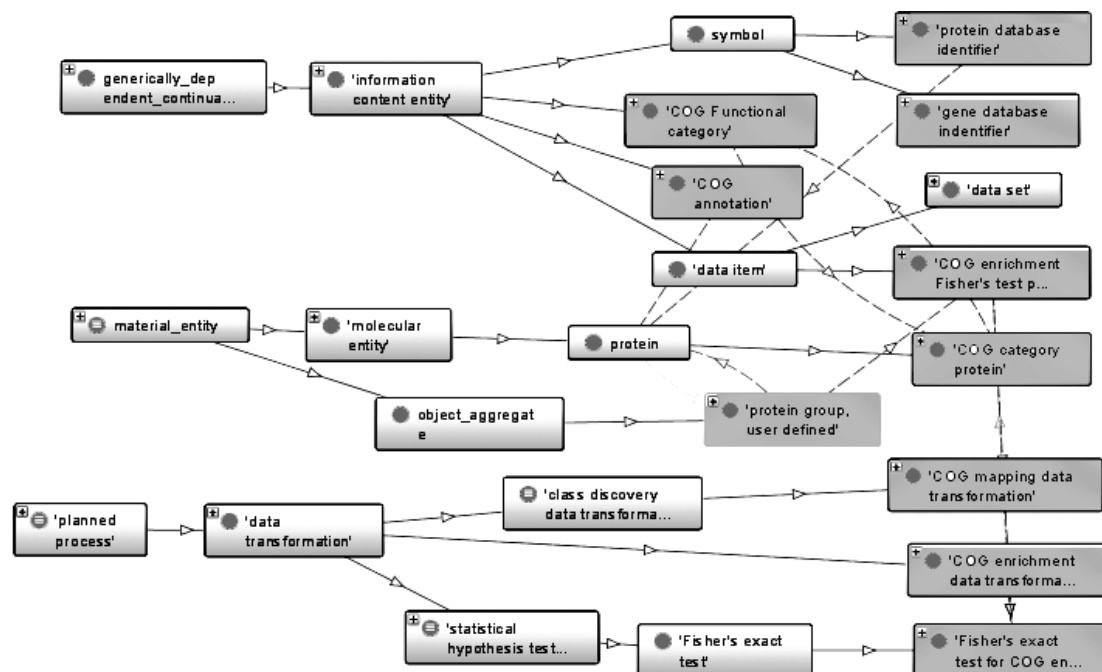 symbol
'protein database
identifier'
generically_dep
endent_continua...
'information
content entity'
'COG Functional
category'
'gene database
indentifier'
'COG
annotation'
'data set'
'data item'
'COG enrichment
Fisher's test p...
material_entity
'molecular
entity'
protein
'COG category
protein'
object_aggregat
e
'protein group,
user defined'
'class discovery
data transforma...
'COG mapping data
transformation'
'planned
process'
'data
transformation'
'COG enrichment
data transforma...
'statistical
hypothesis test...
'Fisher's exact
test'
'Fisher's exact
test for COG en...